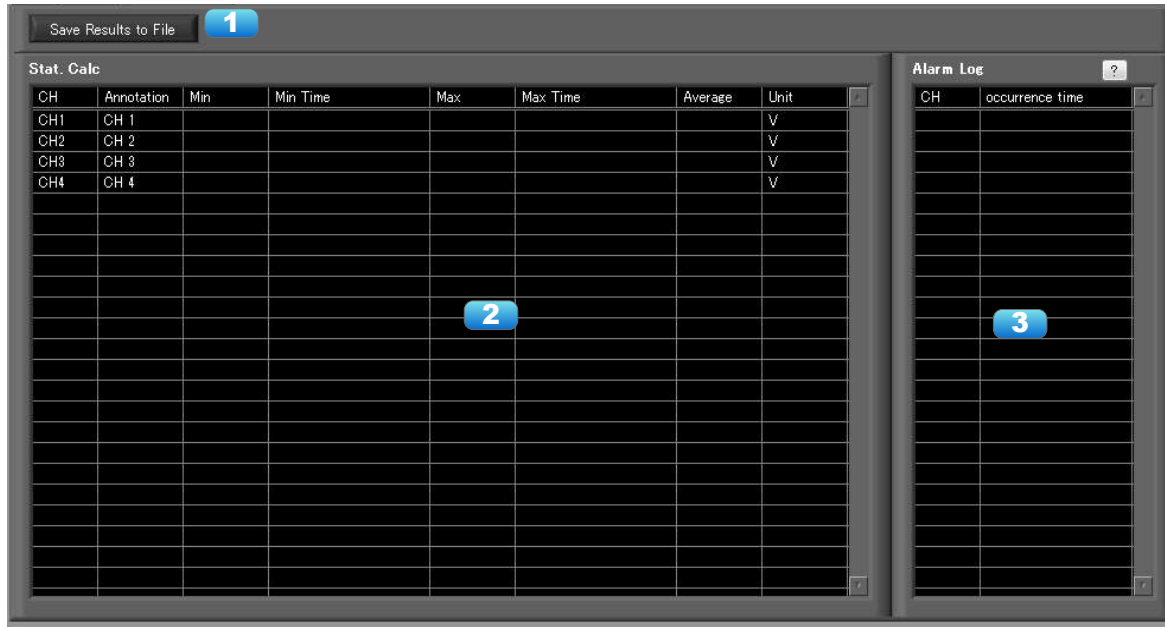 Save Results to File 1
Stat. Calc
CH Annotation Min Min Time Max Max Time Average Unit
CH1 CH 1 V
CH2 CH 2 V
CH3 CH 3 V
CH4 CH 4 V
2
Alarm Log ?
CH occurrence time
3